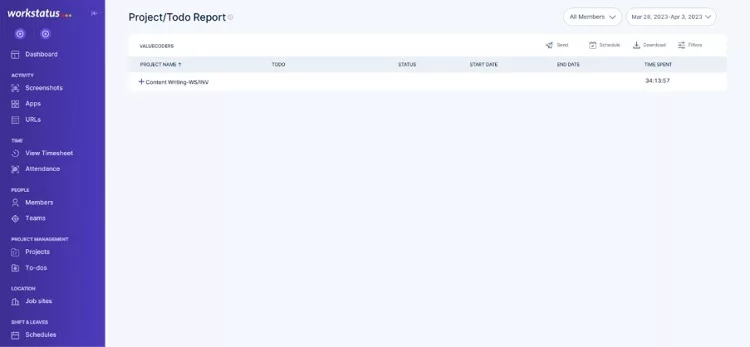 workstatus
Dashboard
ACTIVITY
Screenshots
Apps
URLs
TIME
View Timesheet
Attendance
PEOPLE
Members
Teams
PROJECT MANAGEMENT
Projects
To-dos
LOCATION
Job sites
SHIFT & LEAVES
Schedules
Project/Todo Report
All Members
Mar 28, 2023-Apr 3, 2023
VALUECODERS
Send Schedule Download Filters
PROJECT NAME ↑ TODO STATUS START DATE END DATE TIME SPENT
+ Content Writing-WS/INV 34:13:57